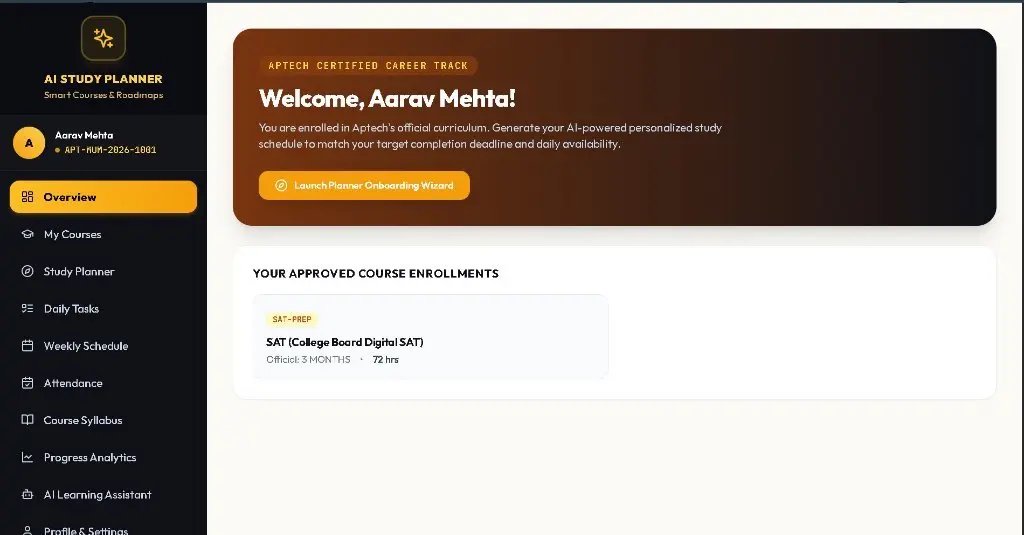 AI STUDY PLANNER
Smart Courses & Roadmaps
A
Aarav Mehta
APT-MUM-2026-1001
Overview
My Courses
Study Planner
Daily Tasks
Weekly Schedule
Attendance
Course Syllabus
Progress Analytics
AI Learning Assistant
Profile & Settings
APTECH CERTIFIED CAREER TRACK
Welcome, Aarav Mehta!
You are enrolled in Aptech's official curriculum. Generate your AI-powered personalized study
schedule to match your target completion deadline and daily availability.
Launch Planner Onboarding Wizard
YOUR APPROVED COURSE ENROLLMENTS
SAT-PREP
SAT (College Board Digital SAT)
Official: 3 MONTHS • 72 hrs